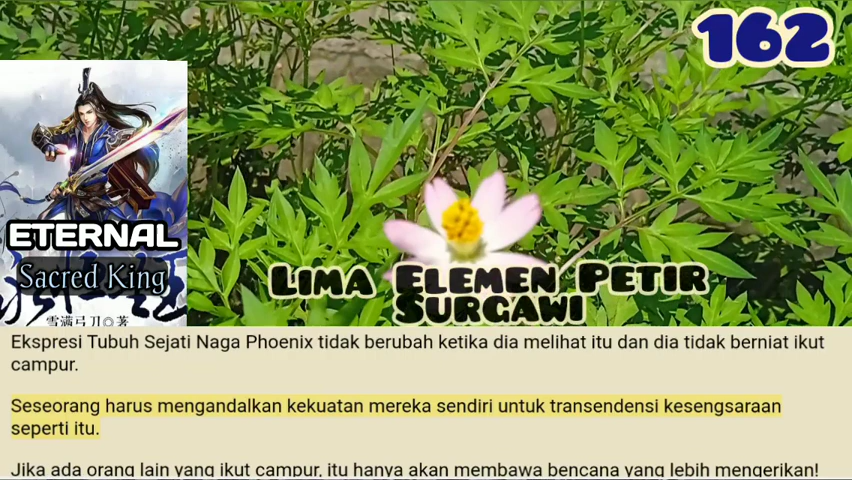 162
ETERNAL
Sacred King
雪满弓刀◎著
LIMA ELEMEN PETIR
SURGAWI
Ekspresi Tubuh Sejati Naga Phoenix tidak berubah ketika dia melihat itu dan dia tidak berniat ikut
campur.
Seseorang harus mengandalkan kekuatan mereka sendiri untuk transendensi kesengsaraan
seperti itu.
Jika ada orang lain yang ikut campur, itu hanya akan membawa bencana yang lebih mengerikan!